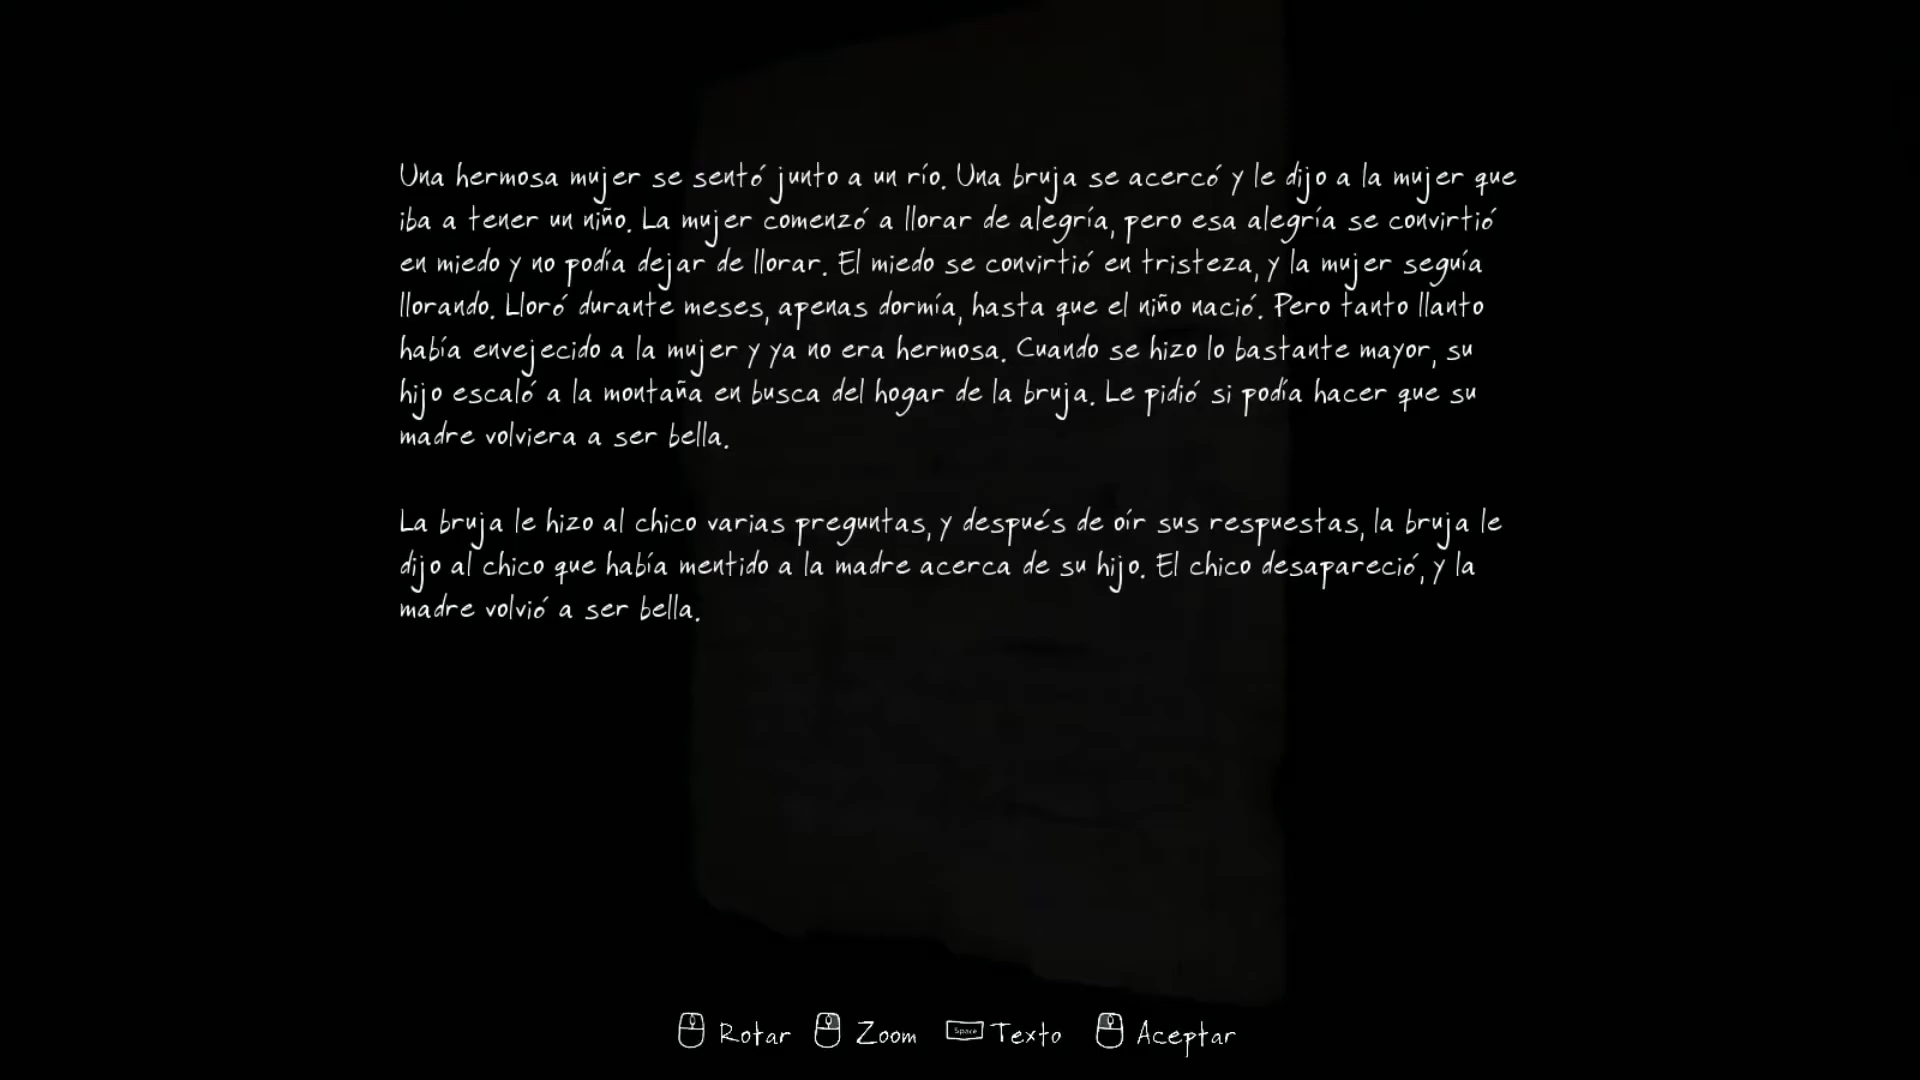 Una hermosa mujer se sentó junto a un río. Una bruja se acercó y le dijo a la mujer que
iba a tener un niño. La mujer comenzó a llorar de alegría, pero esa alegría se convirtió
en miedo y no podía dejar de llorar. El miedo se convirtió en tristeza, y la mujer seguía
llorando. Lloró durante meses, apenas dormía, hasta que el niño nació. Pero tanto llanto
había envejecido a la mujer y ya no era hermosa. Cuando se hizo lo bastante mayor, su
hijo escaló a la montaña en busca del hogar de la bruja. Le pidió si podía hacer que su
madre volviera a ser bella.
La bruja le hizo al chico varias preguntas, y después de oír sus respuestas, la bruja le
dijo al chico que había mentido a la madre acerca de su hijo. El chico desapareció, y la
madre volvió a ser bella.
Rotar Zoom Space Texto Aceptar